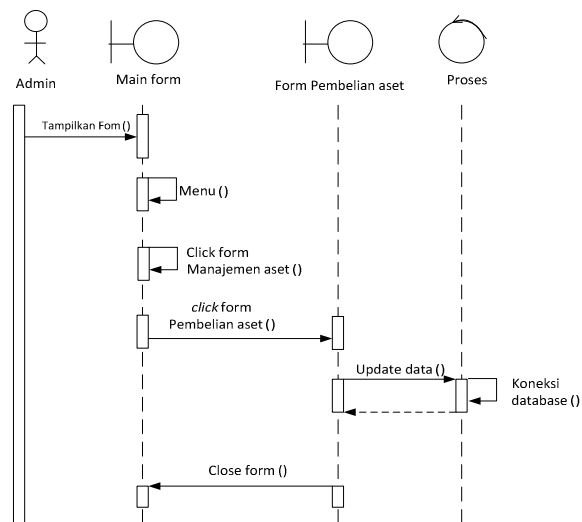 Admin
Main form
Form Pembelian aset
Proses
Tampilkan Fom ()
Menu ()
Click form
Manajemen aset ()
click form
Pembelian aset ()
Update data ()
Koneksi
database ()
Close form ()